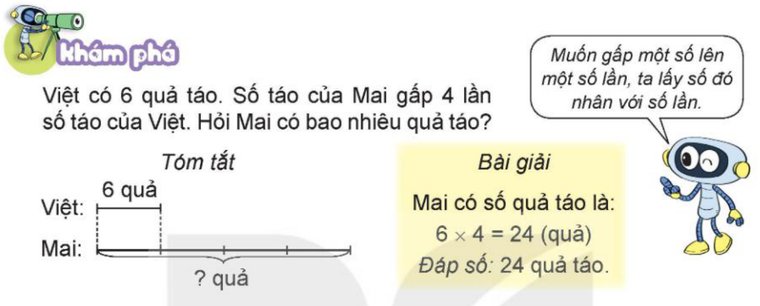 Khám phá
Việt có 6 quả táo. Số táo của Mai gấp 4 lần
số táo của Việt. Hỏi Mai có bao nhiêu quả táo?
Muốn gấp một số lên
một số lần, ta lấy số đó
nhân với số lần.
Tóm tắt
6 quả
Việt:
Mai:
? quả
Bài giải
Mai có số quả táo là:
6 × 4 = 24 (quả)
Đáp số: 24 quả táo.